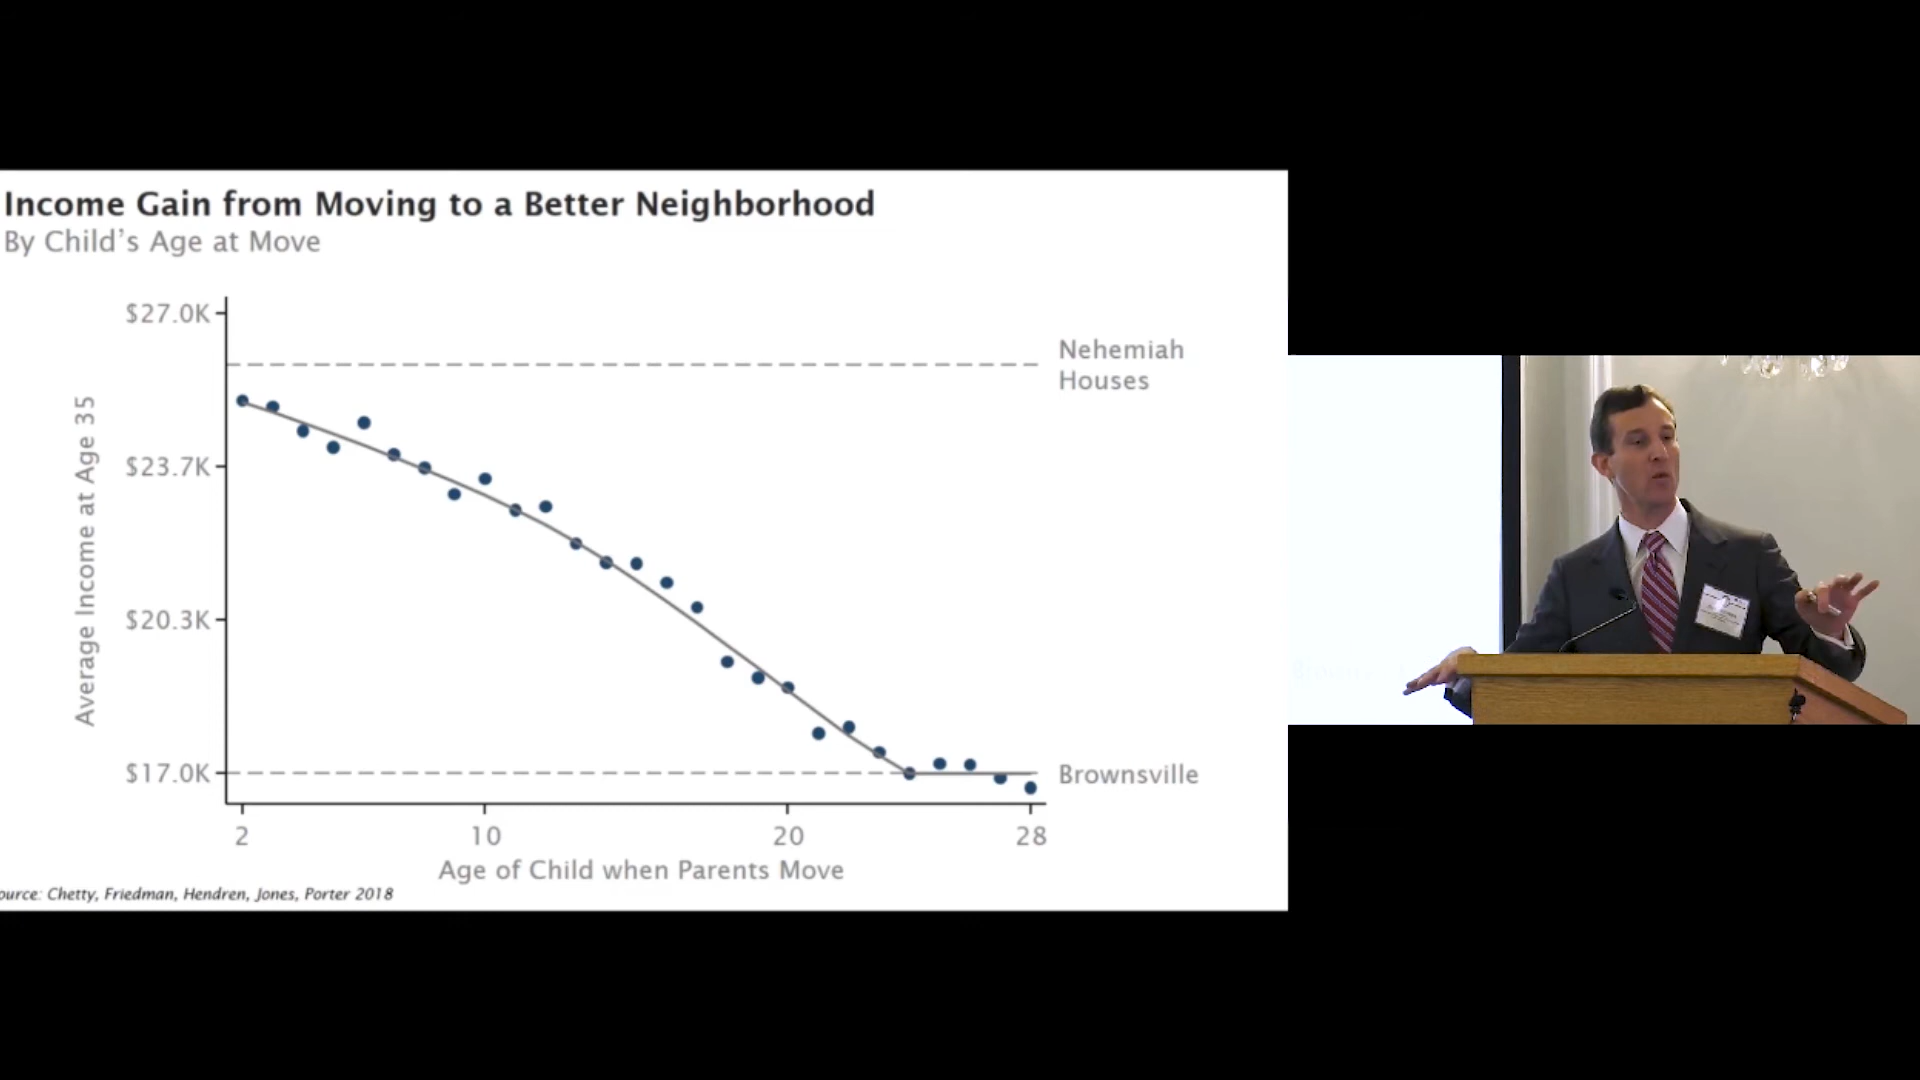 Income Gain from Moving to a Better Neighborhood
By Child's Age at Move
$27.0K
$23.7K
$20.3K
$17.0K
Average Income at Age 35
Nehemiah
Houses
Brownsville
2 10 20 28
Age of Child when Parents Move
ource: Chetty, Friedman, Hendren, Jones, Porter 2018